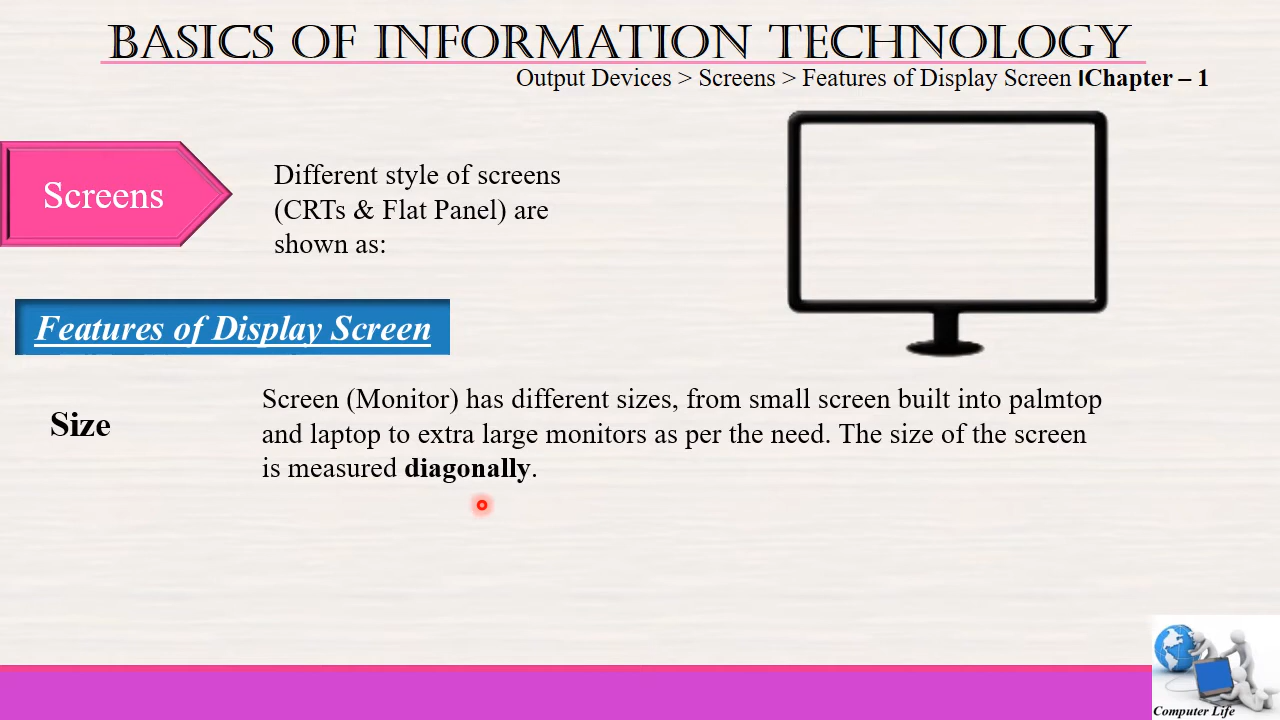 BASICS OF INFORMATION TECHNOLOGY
Output Devices > Screens > Features of Display Screen |Chapter – 1
Screens
Different style of screens
(CRTs & Flat Panel) are
shown as:
Features of Display Screen
Size
Screen (Monitor) has different sizes, from small screen built into palmtop
and laptop to extra large monitors as per the need. The size of the screen
is measured diagonally.
Computer Life